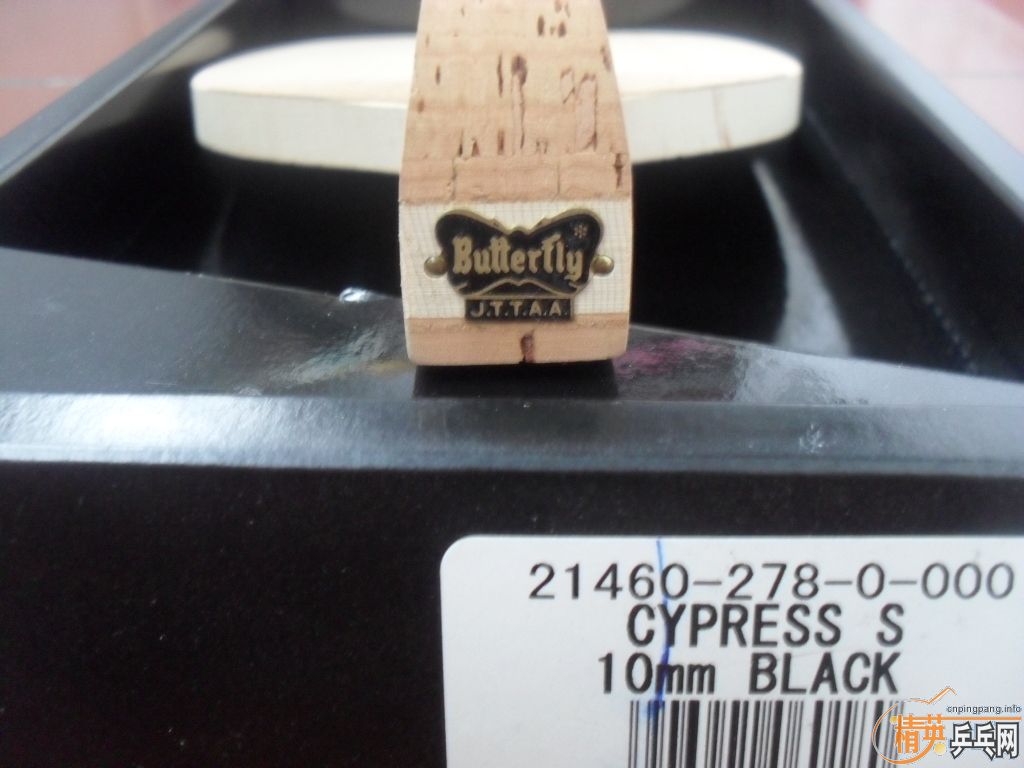 Butterfly
J.T.T.A.A.
21460-278-0-000
CYPRESS S
10mm BLACK
cnpingpang.info
精英乒乓网